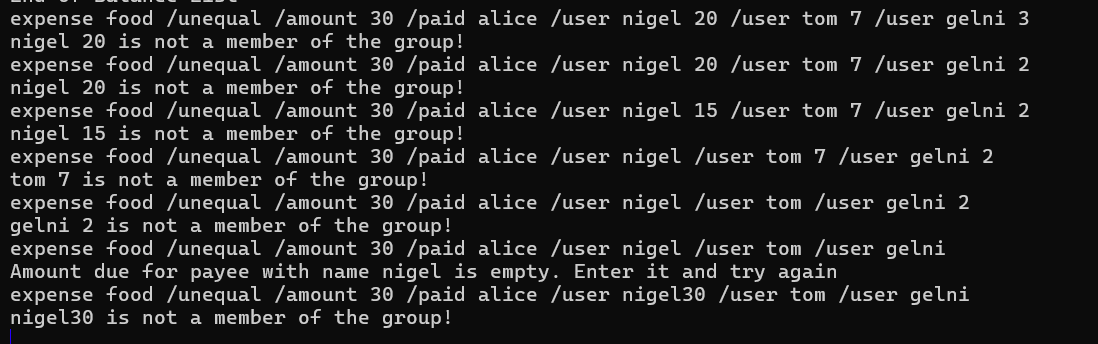 End of Balance List
expense food /unequal /amount 30 /paid alice /user nigel 20 /user tom 7 /user gelni 3
nigel 20 is not a member of the group!
expense food /unequal /amount 30 /paid alice /user nigel 20 /user tom 7 /user gelni 2
nigel 20 is not a member of the group!
expense food /unequal /amount 30 /paid alice /user nigel 15 /user tom 7 /user gelni 2
nigel 15 is not a member of the group!
expense food /unequal /amount 30 /paid alice /user nigel /user tom 7 /user gelni 2
tom 7 is not a member of the group!
expense food /unequal /amount 30 /paid alice /user nigel /user tom /user gelni 2
gelni 2 is not a member of the group!
expense food /unequal /amount 30 /paid alice /user nigel /user tom /user gelni
Amount due for payee with name nigel is empty. Enter it and try again
expense food /unequal /amount 30 /paid alice /user nigel30 /user tom /user gelni
nigel30 is not a member of the group!